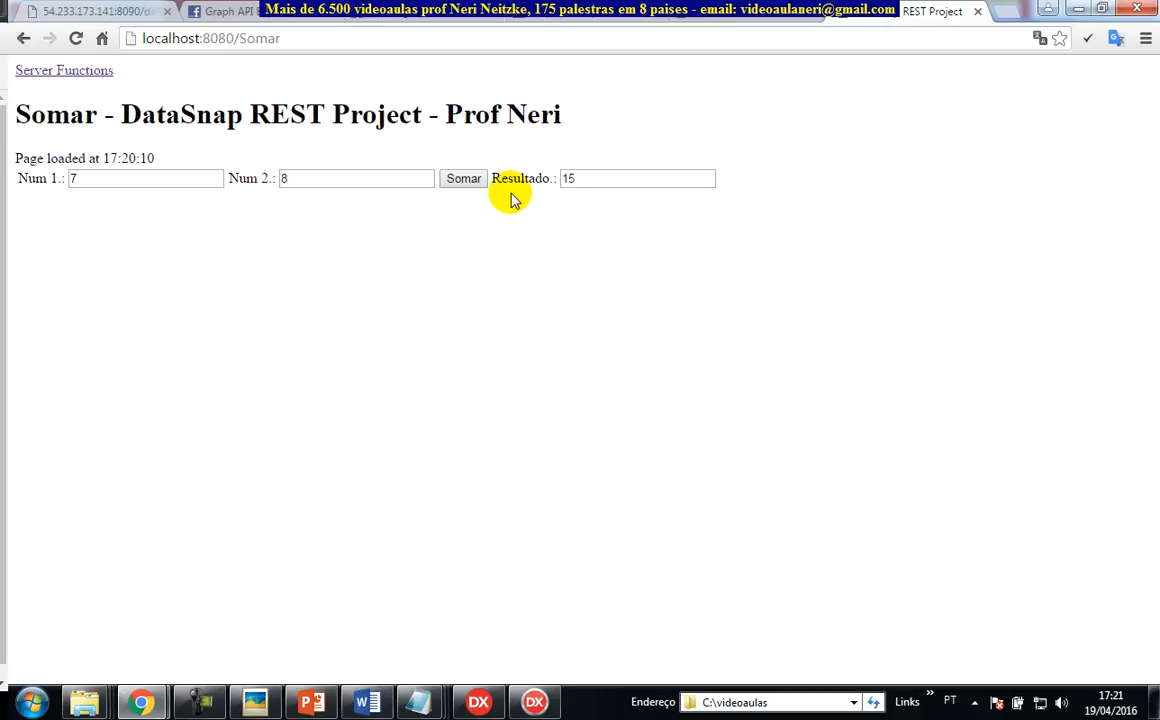 54.233.173.141:8090/da
Graph API E
Mais de 6.500 videoaulas prof Neri Neitzke, 175 palestras em 8 paises - email: videoaulaneri@gmail.com
REST Project
localhost:8080/Somar
Server Functions
Somar - DataSnap REST Project - Prof Neri
Page loaded at 17:20:10
Num 1.: 7 Num 2.: 8 Somar Resultado.: 15
Endereço C:\videoaulas Links » PT 17:21
19/04/2016